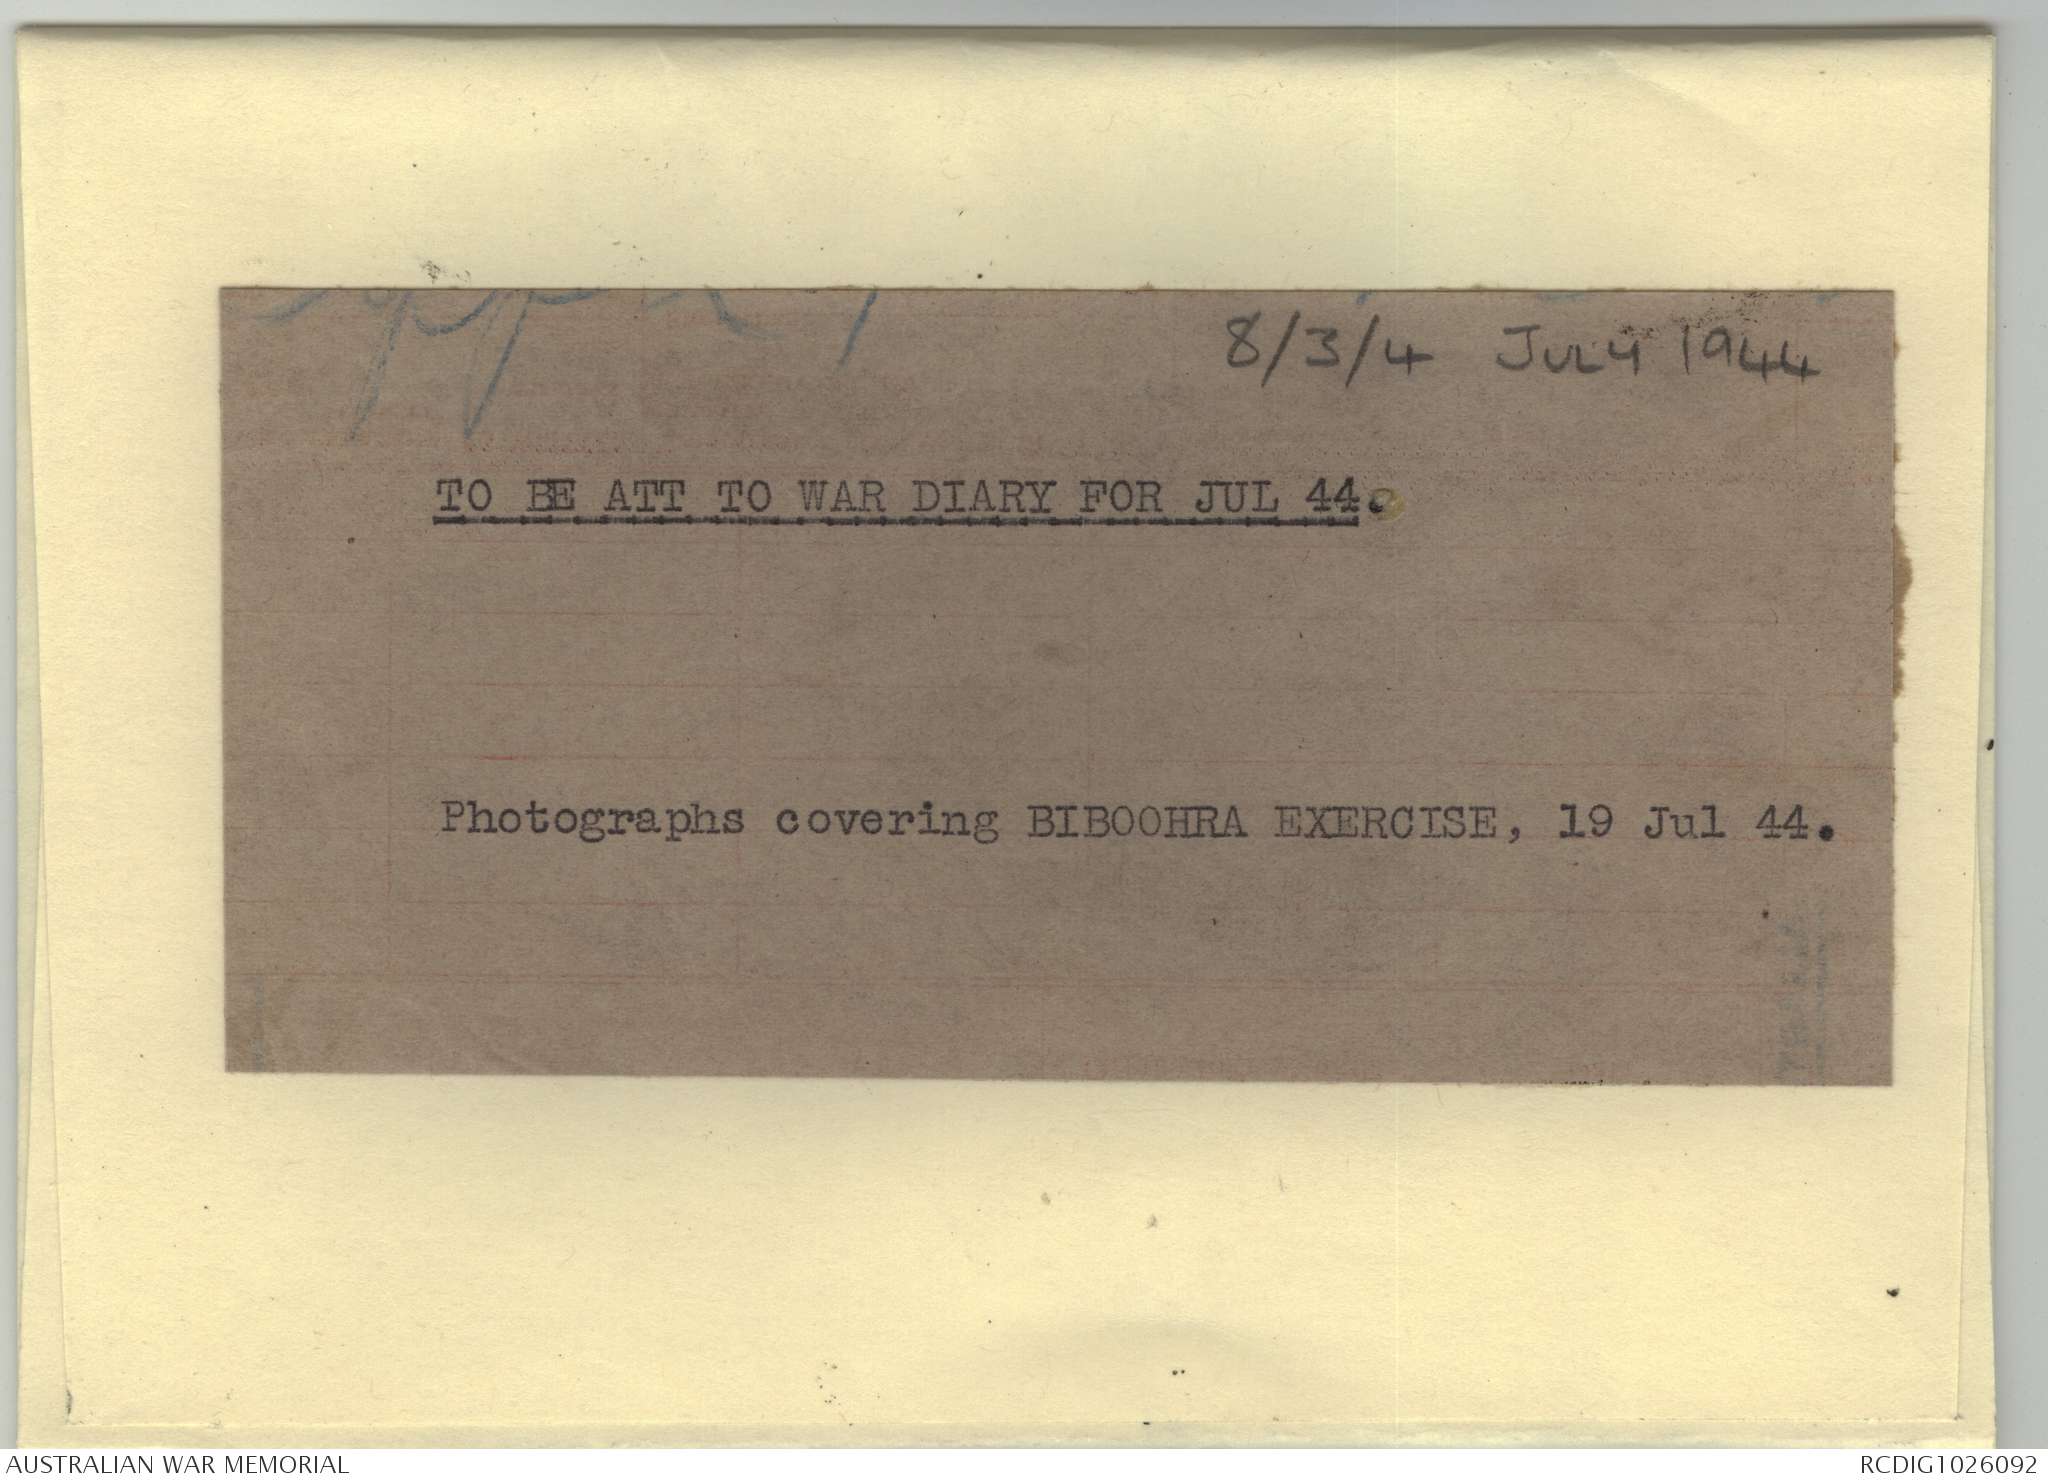 8/3/4 JULY 1944
TO BE ATT TO WAR DIARY FOR JUL 44.
Photographs covering BIBOOHRA EXERCISE, 19 Jul 44.
AUSTRALIAN WAR MEMORIAL
RCDIG1026092